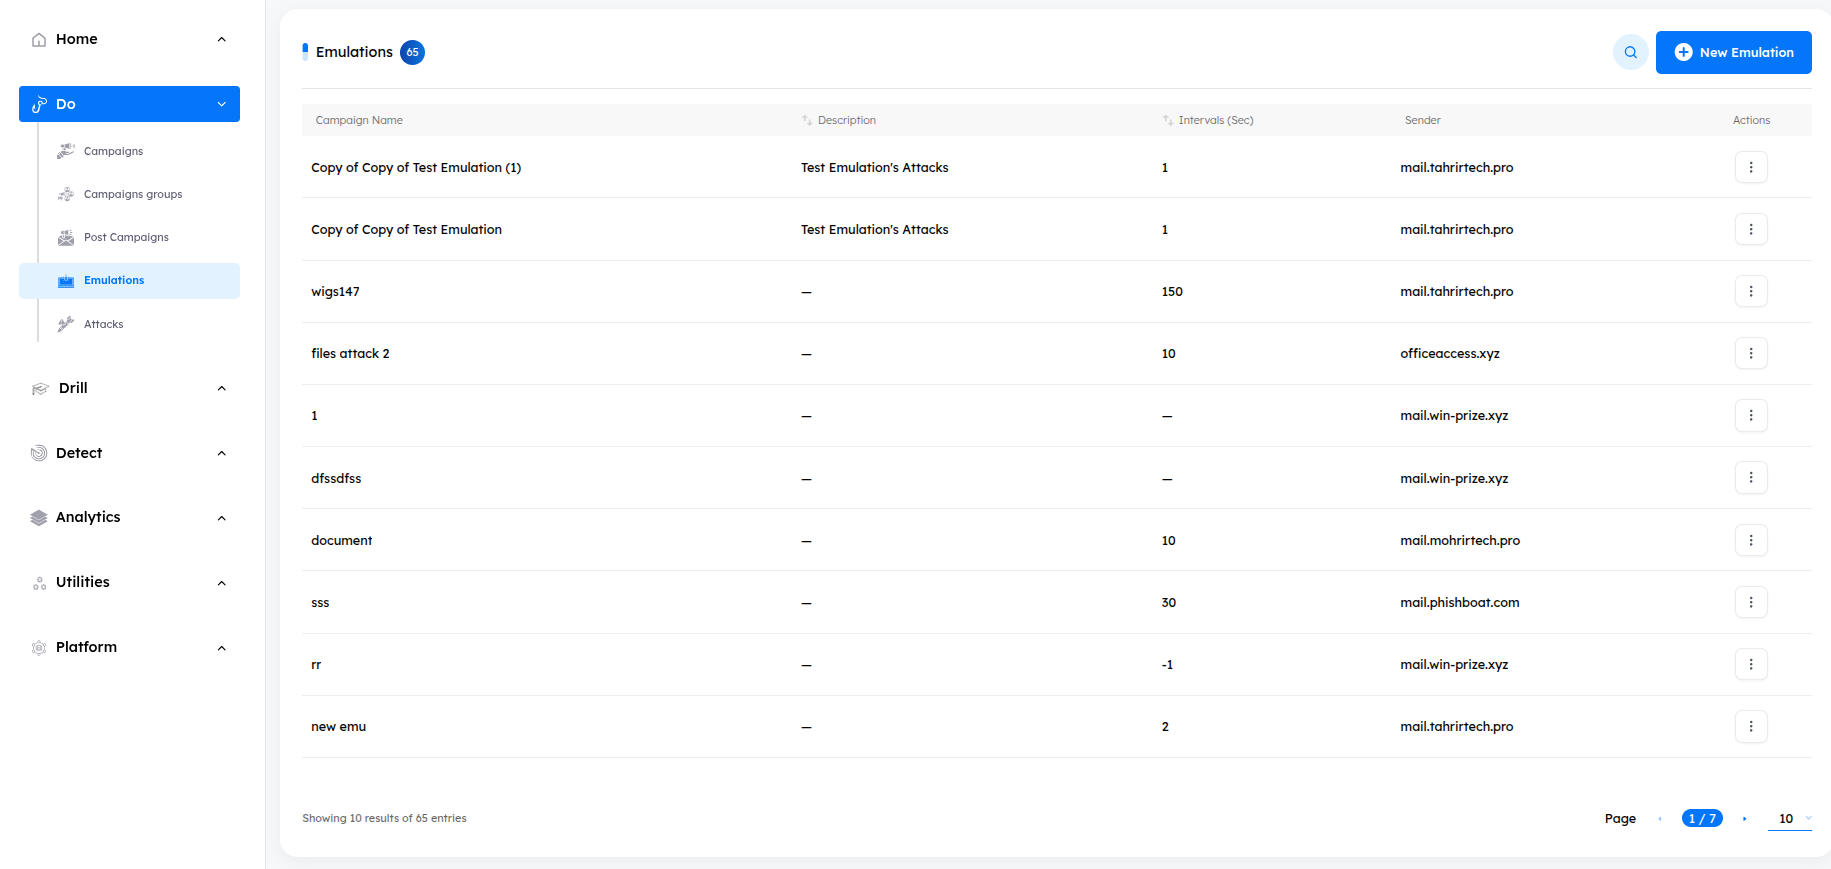 Home
Do
Campaigns
Campaigns groups
Post Campaigns
Emulations
Attacks
Drill
Detect
Analytics
Utilities
Platform
Emulations 65
New Emulation
Campaign Name Description Intervals (Sec) Sender Actions
Copy of Copy of Test Emulation (1) Test Emulation's Attacks 1 mail.tahrirtech.pro
Copy of Copy of Test Emulation Test Emulation's Attacks 1 mail.tahrirtech.pro
wigs147 — 150 mail.tahrirtech.pro
files attack 2 — 10 officeaccess.xyz
1 — — mail.win-prize.xyz
dfssdfss — — mail.win-prize.xyz
document — 10 mail.mohrirtech.pro
sss — 30 mail.phishboat.com
rr — -1 mail.win-prize.xyz
new emu — 2 mail.tahrirtech.pro
Showing 10 results of 65 entries
Page 1 / 7 10